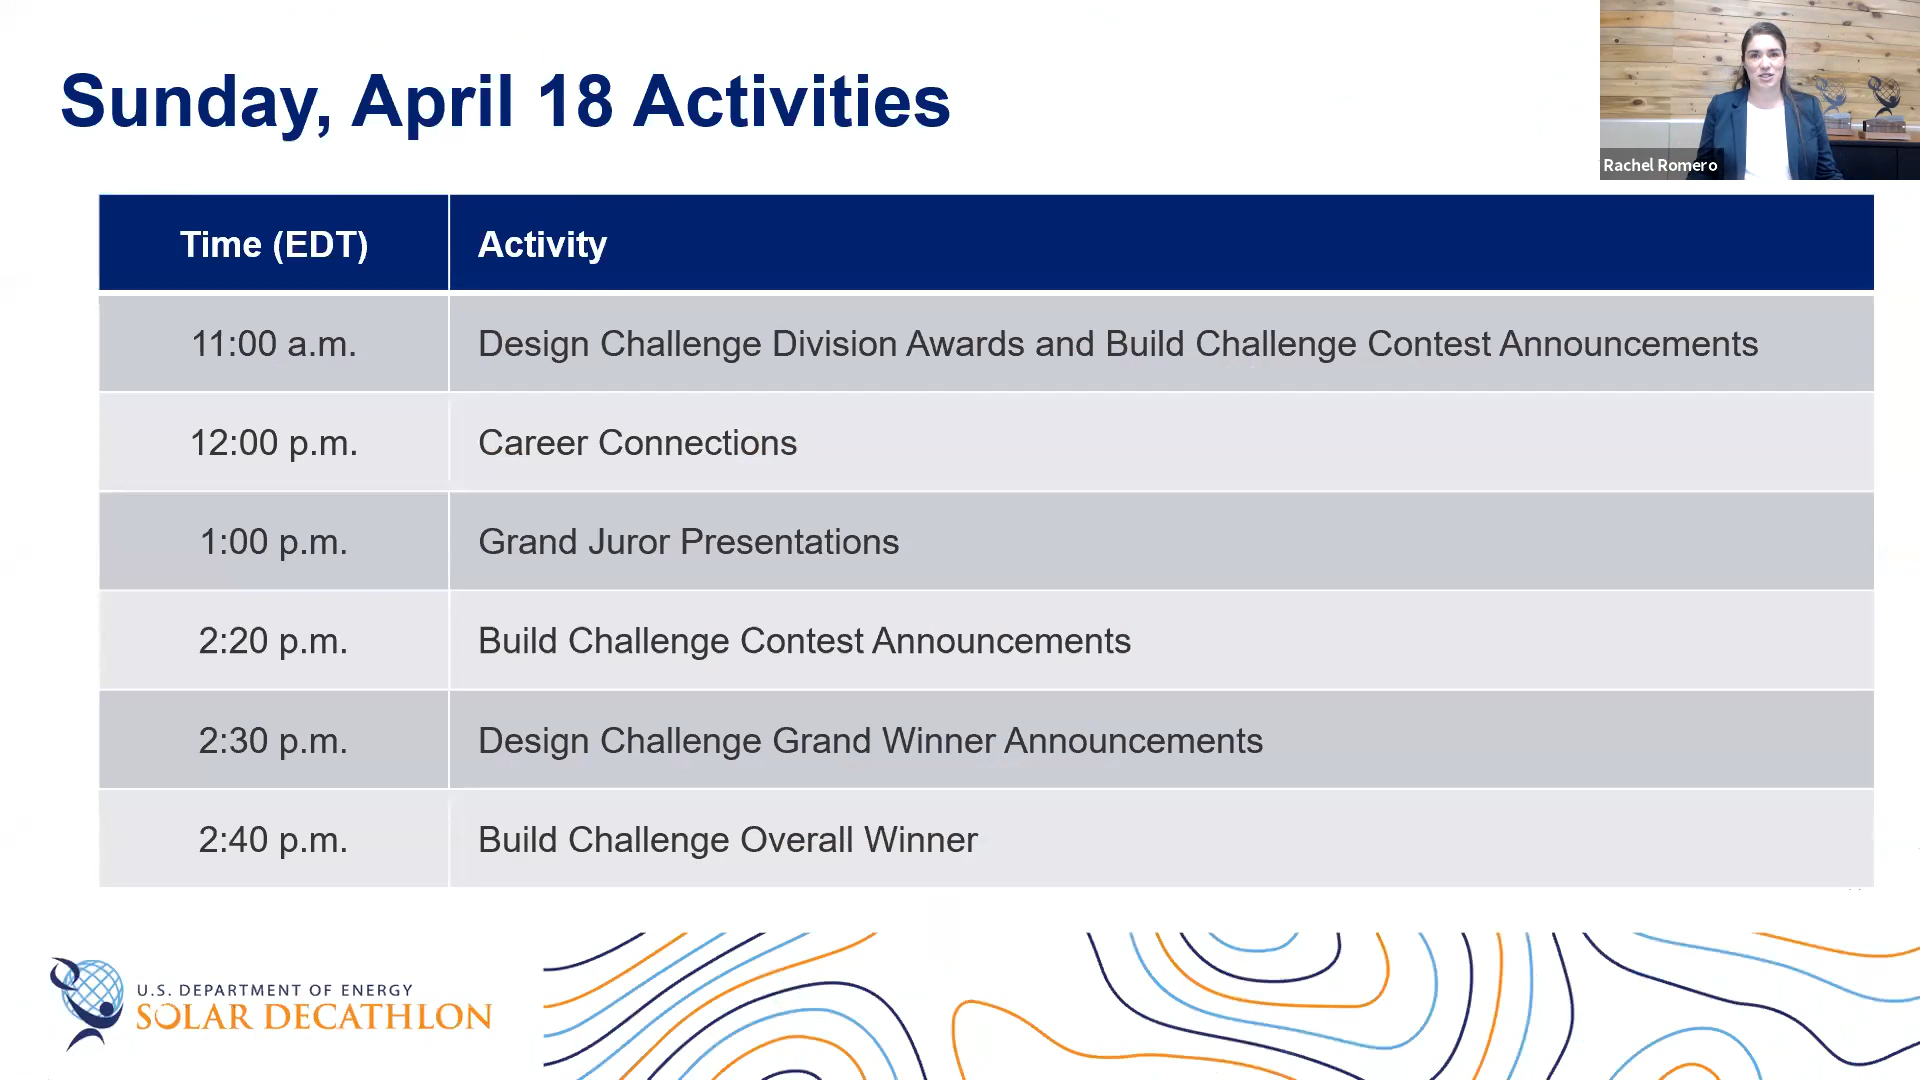 Sunday, April 18 Activities
Rachel Romero
Time (EDT) Activity
11:00 a.m. Design Challenge Division Awards and Build Challenge Contest Announcements
12:00 p.m. Career Connections
1:00 p.m. Grand Juror Presentations
2:20 p.m. Build Challenge Contest Announcements
2:30 p.m. Design Challenge Grand Winner Announcements
2:40 p.m. Build Challenge Overall Winner
U.S. DEPARTMENT OF ENERGY
SOLAR DECATHLON